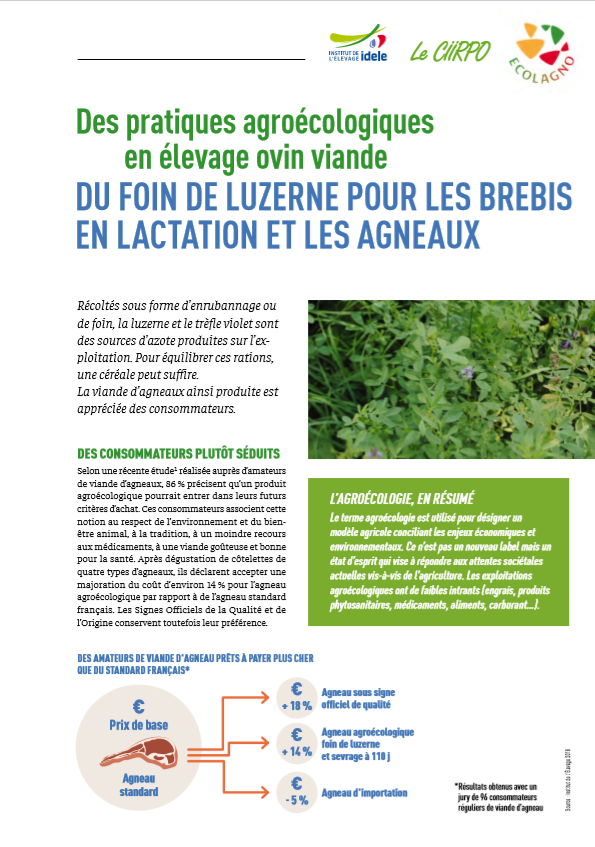 INSTITUT DE
L'ÉLEVAGE idele
Le CIIRPO
ECOLAGNO
Des pratiques agroécologiques
en élevage ovin viande
DU FOIN DE LUZERNE POUR LES BREBIS
EN LACTATION ET LES AGNEAUX
Récoltés sous forme d'enrubannage ou
de foin, la luzerne et le trèfle violet sont
des sources d'azote produites sur l'ex-
ploitation. Pour équilibrer ces rations,
une céréale peut suffire.
La viande d'agneaux ainsi produite est
appréciée des consommateurs.
DES CONSOMMATEURS PLUTÔT SÉDUITS
Selon une récente étude¹ réalisée auprès d'amateurs
de viande d'agneaux, 86 % précisent qu'un produit
agroécologique pourrait entrer dans leurs futurs
critères d'achat. Ces consommateurs associent cette
notion au respect de l'environnement et du bien-
être animal, à la tradition, à un moindre recours
aux médicaments, à une viande goûteuse et bonne
pour la santé. Après dégustation de côtelettes de
quatre types d'agneaux, ils déclarent accepter une
majoration du coût d'environ 14 % pour l'agneau
agroécologique par rapport à de l'agneau standard
français. Les Signes Officiels de la Qualité et de
l'Origine conservent toutefois leur préférence.
L'AGROÉCOLOGIE, EN RÉSUMÉ
Le terme agroécologie est utilisé pour désigner un
modèle agricole conciliant les enjeux économiques et
environnementaux. Ce n'est pas un nouveau label mais un
état d'esprit qui vise à répondre aux attentes sociétales
actuelles vis-à-vis de l'agriculture. Les exploitations
agroécologiques ont de faibles intrants (engrais, produits
phytosanitaires, médicaments, aliments, carburant...).
DES AMATEURS DE VIANDE D'AGNEAU PRÊTS À PAYER PLUS CHER
QUE DU STANDARD FRANÇAIS*
€
Prix de base
Agneau
standard
€
+ 18 %
Agneau sous signe
officiel de qualité
€
+ 14 %
Agneau agroécologique
foin de luzerne
et sevrage à 110 j
€
- 5 %
Agneau d'importation
*Résultats obtenus avec un
jury de 96 consommateurs
réguliers de viande d'agneau
Source : Institut de l'Élevage 2016